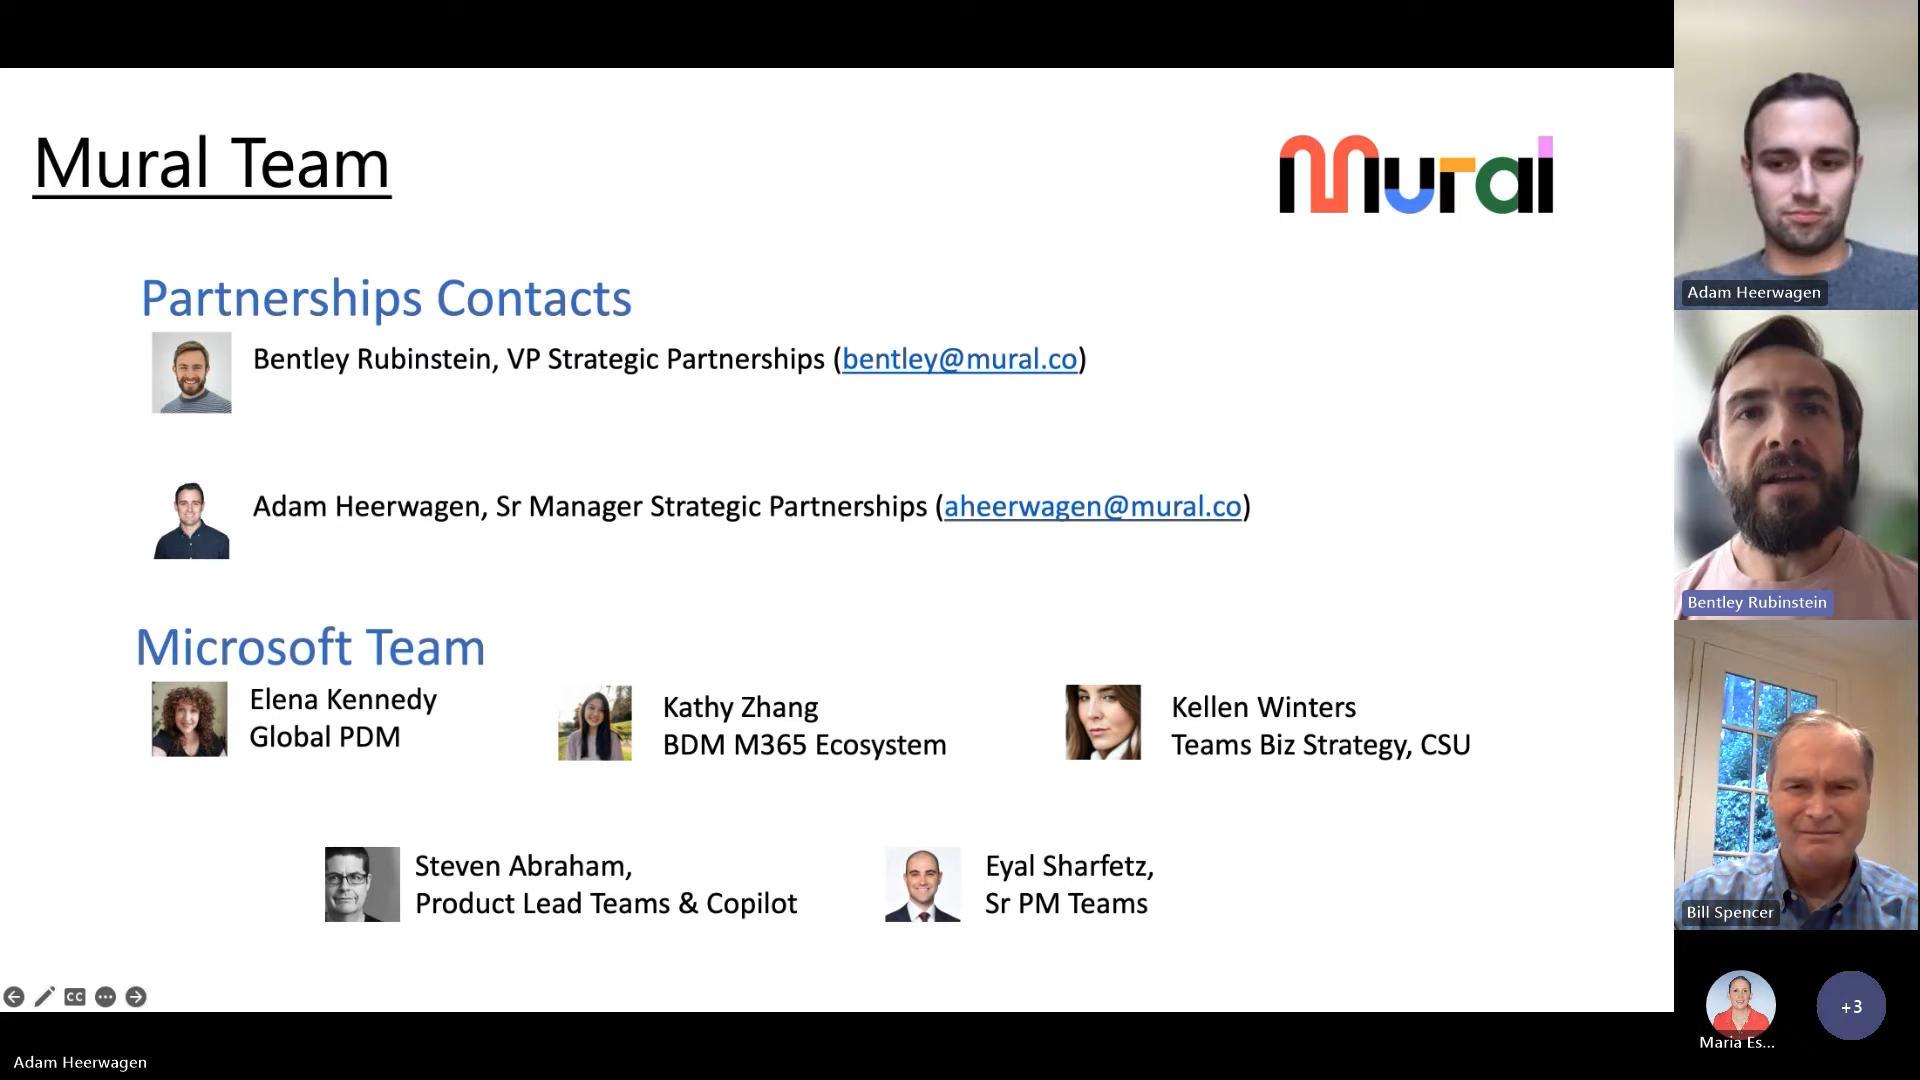 Mural Team
Mural
Partnerships Contacts
Bentley Rubinstein, VP Strategic Partnerships (bentley@mural.co)
Adam Heerwagen, Sr Manager Strategic Partnerships (aheerwagen@mural.co)
Microsoft Team
Elena Kennedy
Global PDM
Kathy Zhang
BDM M365 Ecosystem
Kellen Winters
Teams Biz Strategy, CSU
Steven Abraham,
Product Lead Teams & Copilot
Eyal Sharfetz,
Sr PM Teams
CC
Adam Heerwagen
Adam Heerwagen
Bentley Rubinstein
Bill Spencer
Maria Es...
+3